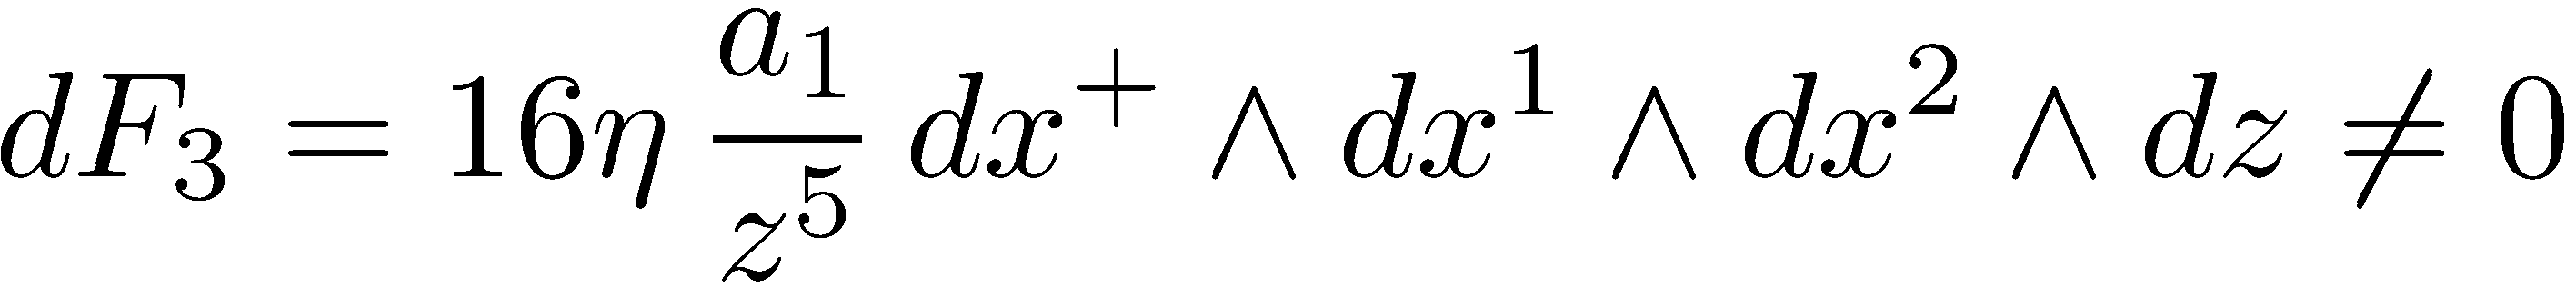 $dF_3 = 16\eta \, \frac{a_1}{z^5} \, dx^+ \wedge dx^1 \wedge dx^2 \wedge dz \neq 0$